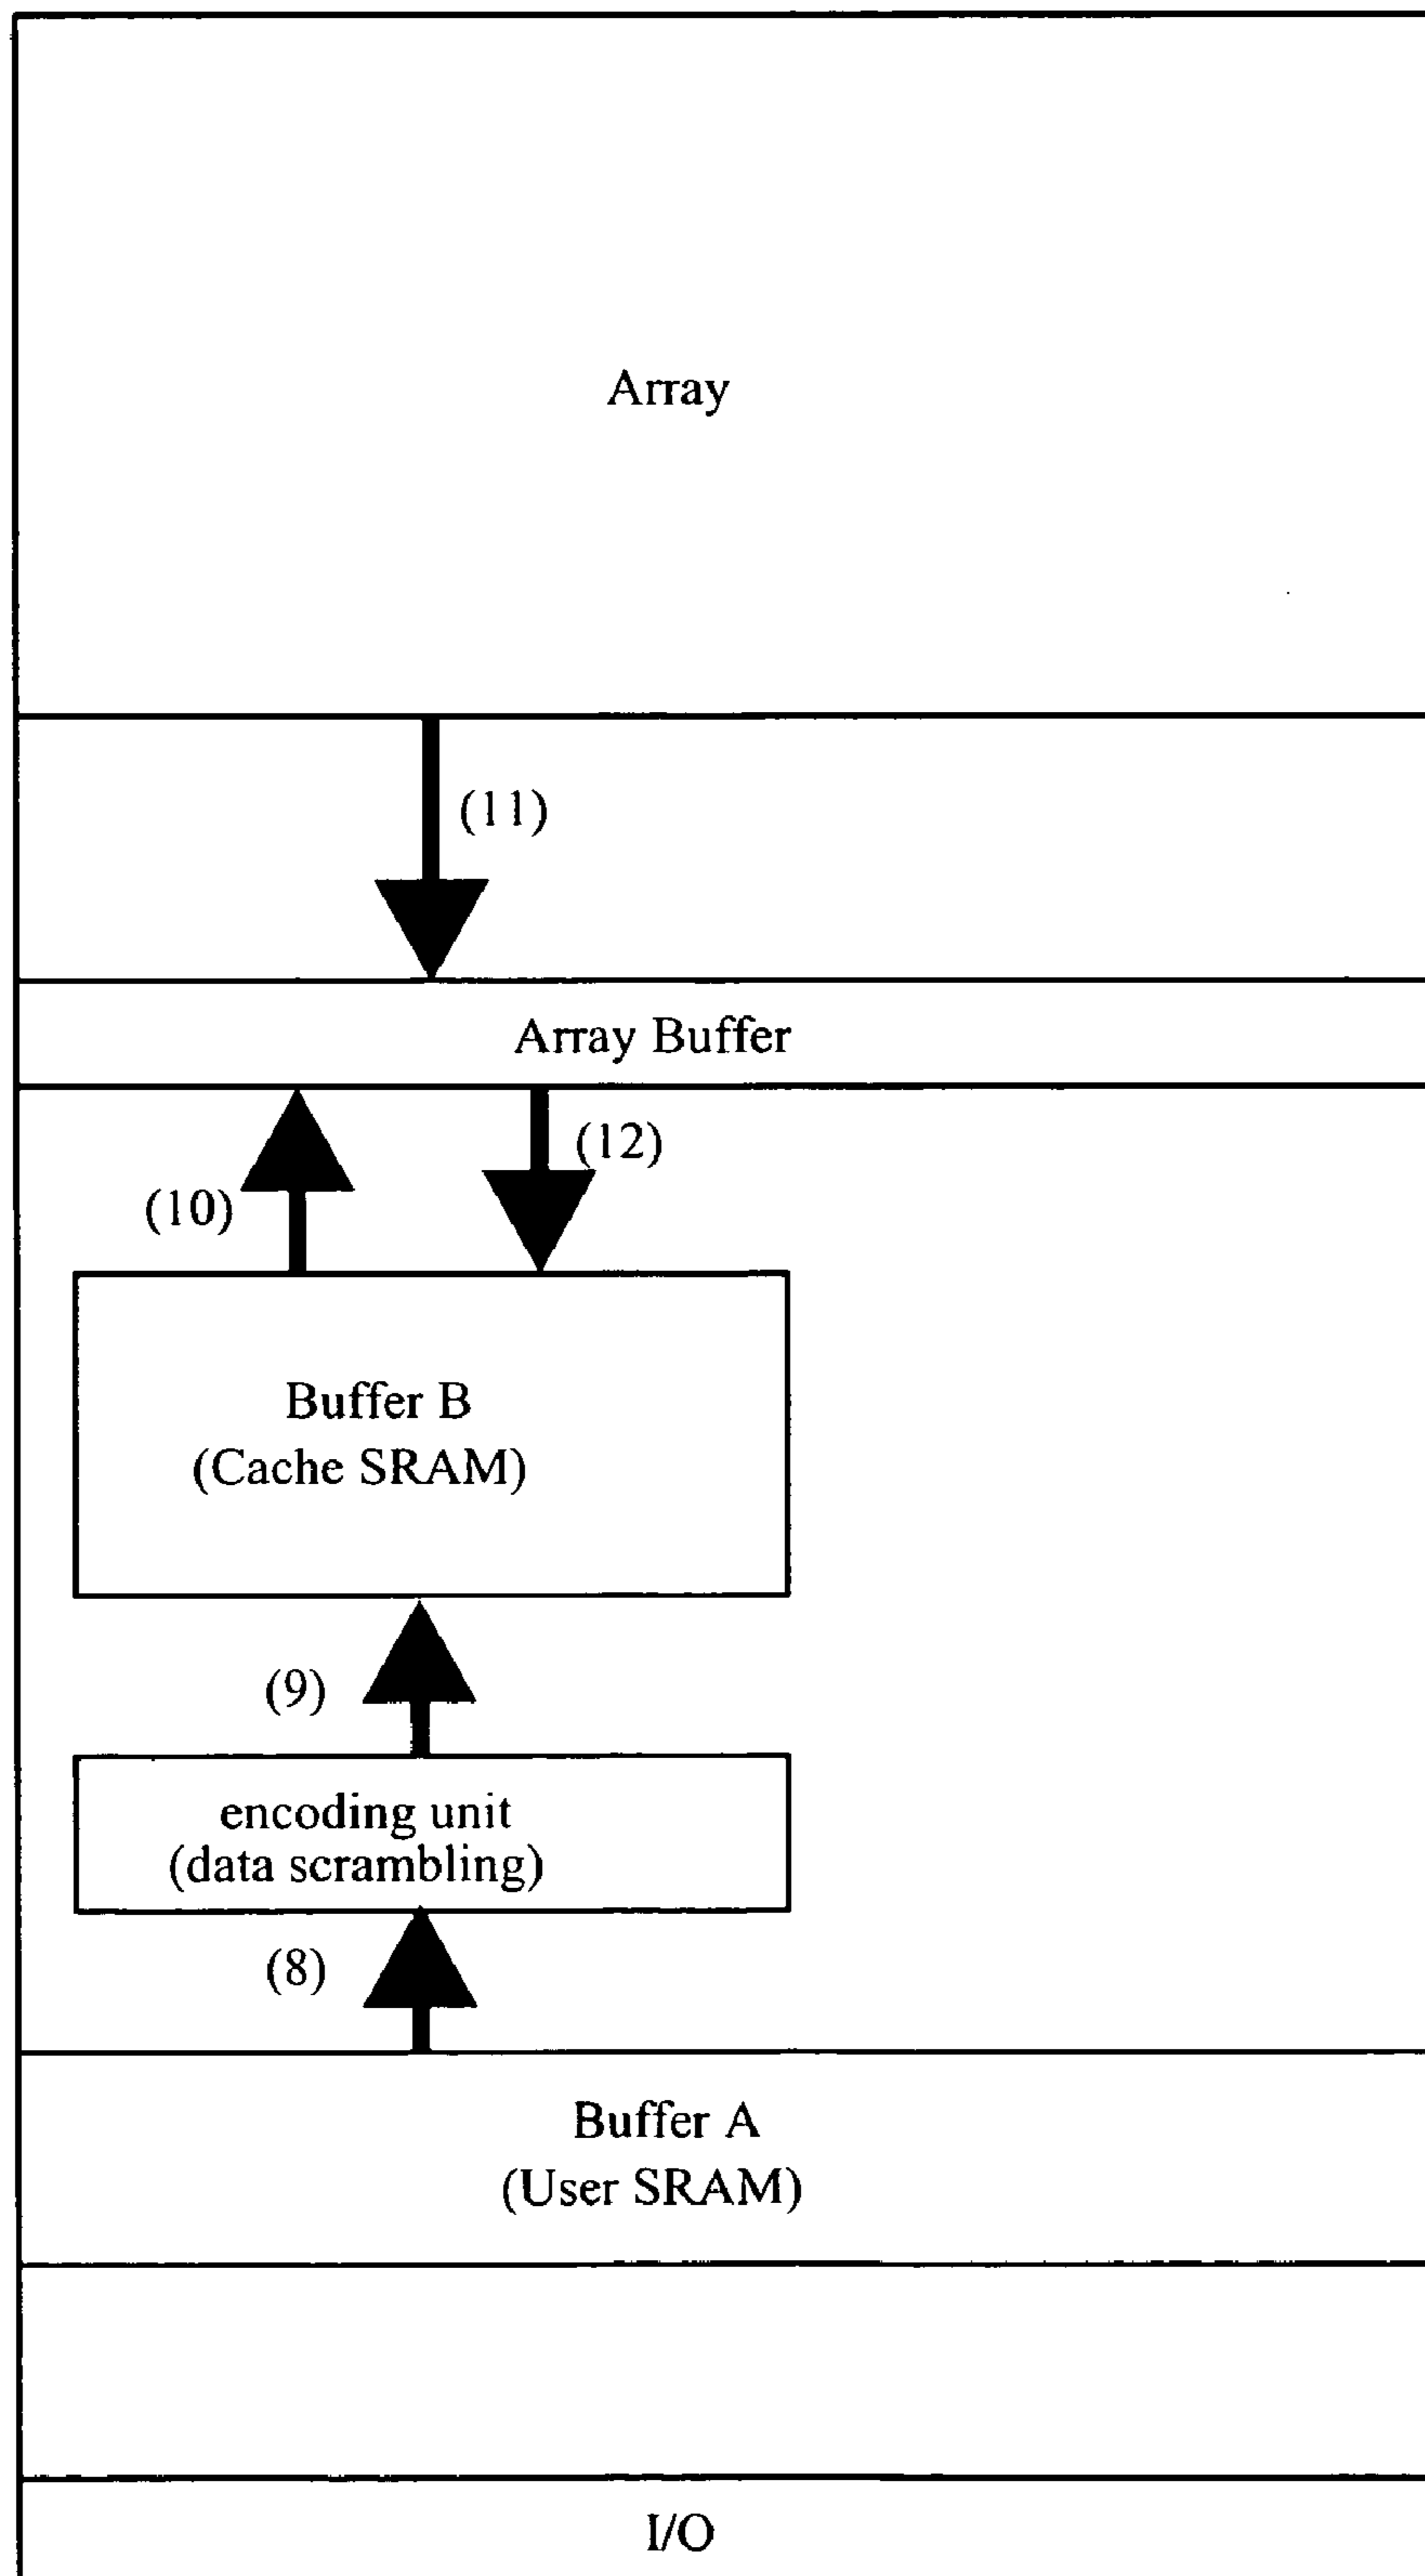 Array
(11)
Array Buffer
(12)
(10)
Buffer B
(Cache SRAM)
(9)
encoding unit
(data scrambling)
(8)
Buffer A
(User SRAM)
I/O